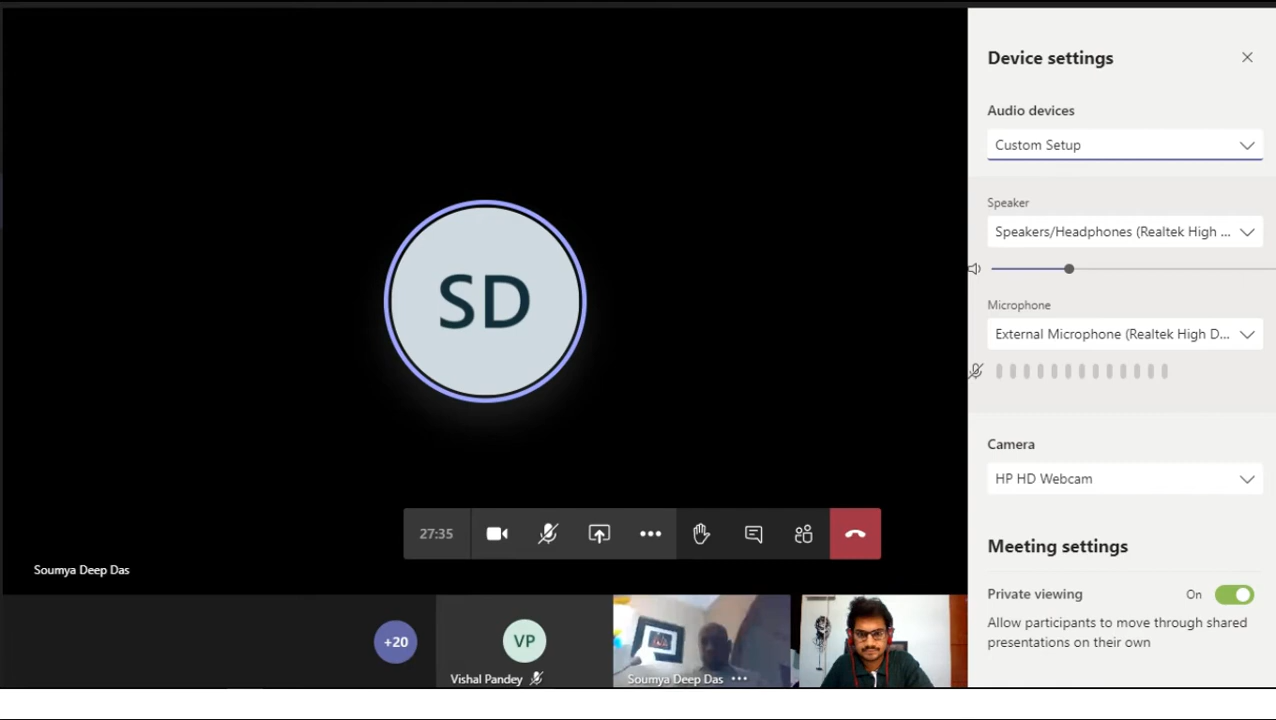 SD
27:35
Soumya Deep Das
+20
VP
Vishal Pandey
Soumya Deep Das
Device settings
Audio devices
Custom Setup
Speaker
Speakers/Headphones (Realtek High ...
Microphone
External Microphone (Realtek High D...
Camera
HP HD Webcam
Meeting settings
Private viewing On
Allow participants to move through shared
presentations on their own